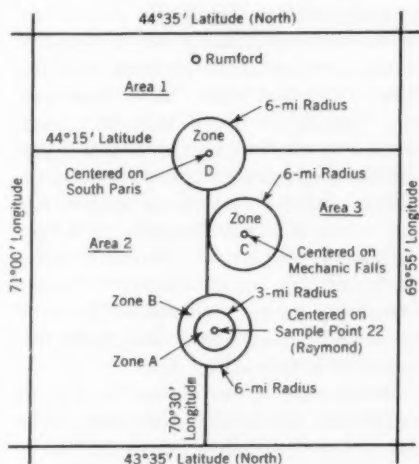 44°35′ Latitude (North)
Rumford
Area 1
6-mi Radius
44°15′ Latitude
Zone
D
Centered on
South Paris
6-mi Radius
Area 3
Zone
C
Centered on
Mechanic Falls
71°00′ Longitude
69°55′ Longitude
Area 2
Zone B
3-mi Radius
Centered on
Sample Point 22
(Raymond)
Zone A
6-mi Radius
70°30′
Longitude
43°35′ Latitude (North)